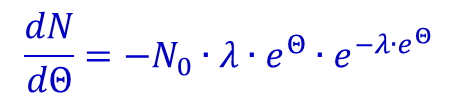 dN/dΘ = −N₀ · λ · e^Θ · e^(−λ·e^Θ)